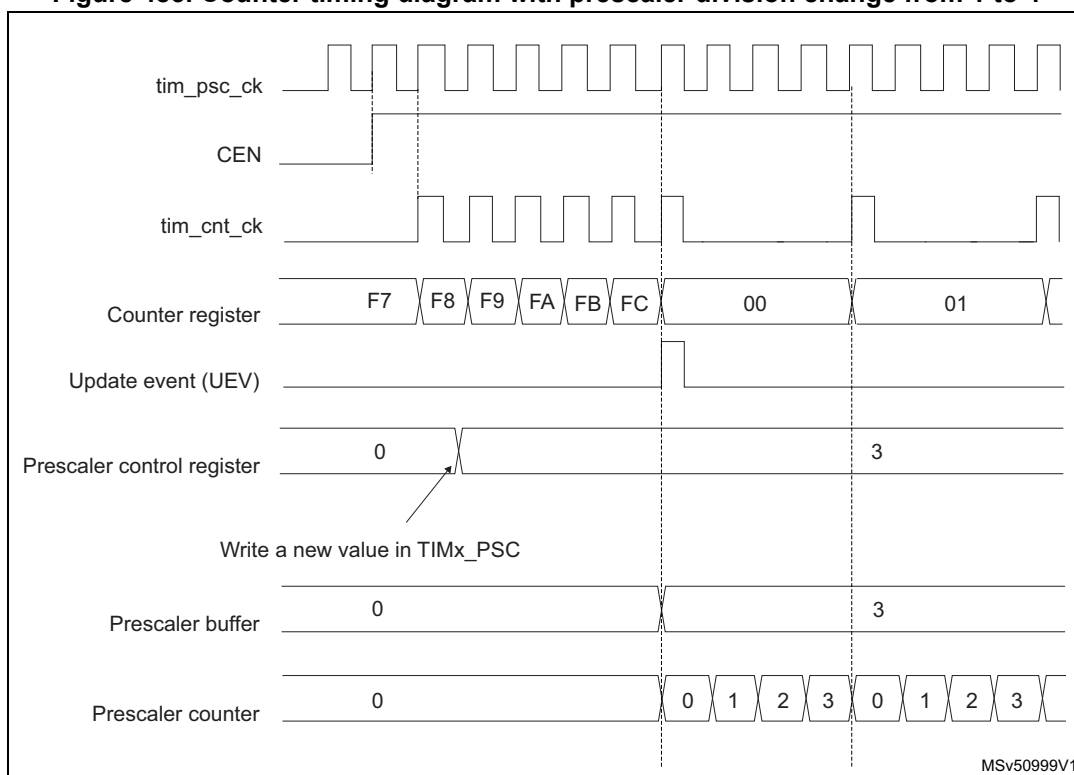 Counter timing diagram with prescaler division change from 1 to 4
tim_psc_ck
CEN
tim_cnt_ck
Counter register F7 F8 F9 FA FB FC 00 01
Update event (UEV)
Prescaler control register 0 3
Write a new value in TIMx_PSC
Prescaler buffer 0 3
Prescaler counter 0 0 1 2 3 0 1 2 3
MSv50999V1